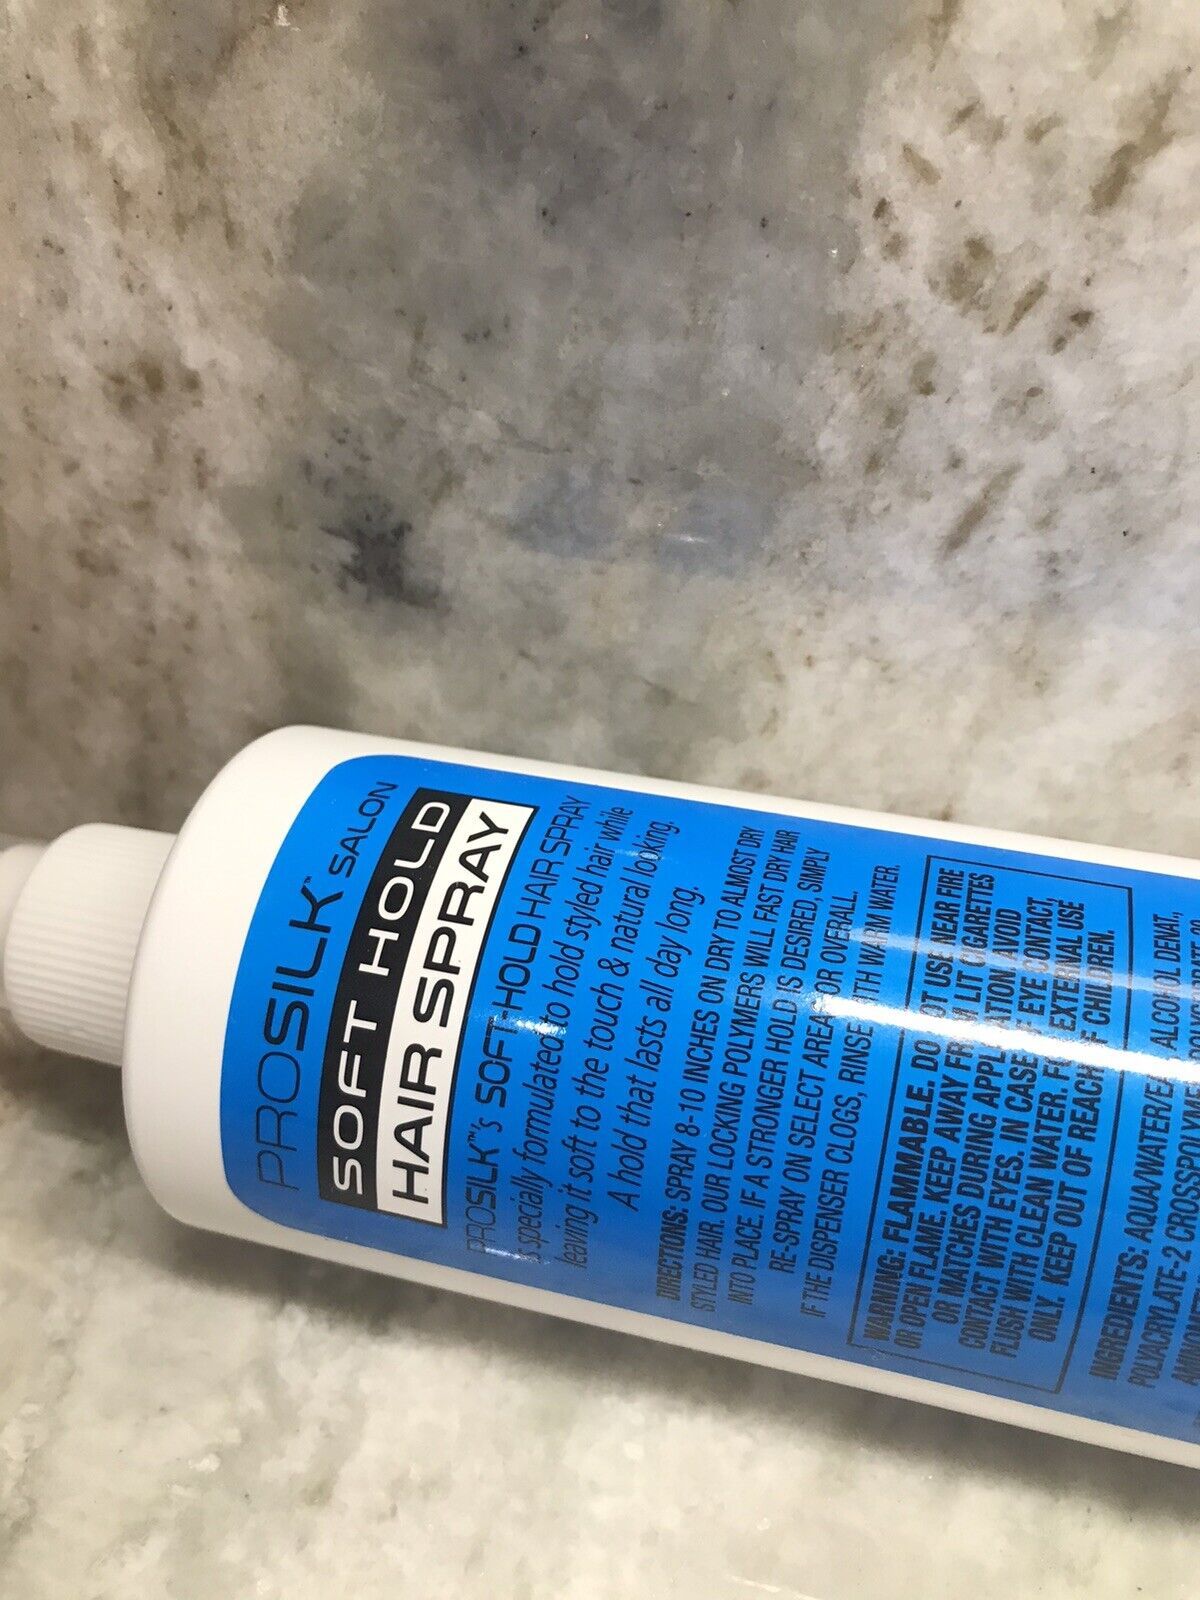 PROSILK™ SALON
SOFT HOLD
HAIR SPRAY
PROSILK™'s SOFT HOLD HAIR SPRAY
is specially formulated to hold styled hair while
leaving it soft to the touch & natural looking.
A hold that lasts all day long.
DIRECTIONS: SPRAY 8-10 INCHES ON DRY TO ALMOST DRY
STYLED HAIR. OUR LOCKING POLYMERS WILL FAST DRY HAIR
INTO PLACE. IF A STRONGER HOLD IS DESIRED, SIMPLY
RE-SPRAY ON SELECT AREAS OR OVERALL.
IF THE DISPENSER CLOGS, RINSE WITH WARM WATER.
WARNING: FLAMMABLE. DO NOT USE NEAR FIRE
OR OPEN FLAME. KEEP AWAY FROM LIT CIGARETTES
OR MATCHES DURING APPLICATION. AVOID
CONTACT WITH EYES. IN CASE OF EYE CONTACT,
FLUSH WITH CLEAN WATER. FOR EXTERNAL USE
ONLY. KEEP OUT OF REACH OF CHILDREN.
INGREDIENTS: AQUA/WATER/EAU, ALCOHOL DENAT.,
POLYACRYLATE-2 CROSSPOLYMER,